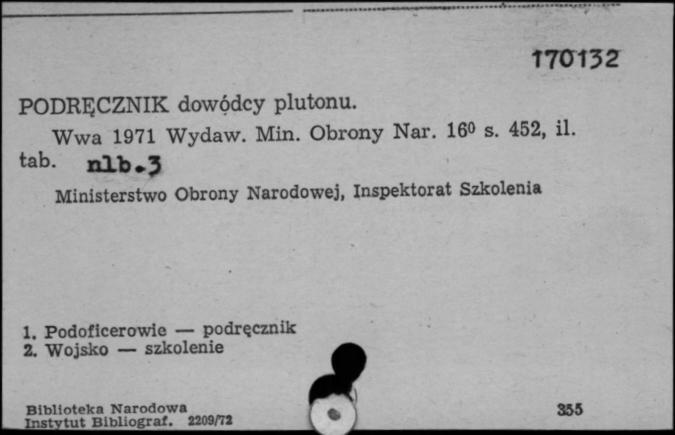 170132
PODRĘCZNIK dowódcy plutonu.
Wwa 1971 Wydaw. Min. Obrony Nar. 16⁰ s. 452, il.
tab. nlb.3
Ministerstwo Obrony Narodowej, Inspektorat Szkolenia
1. Podoficerowie — podręcznik
2. Wojsko — szkolenie
Biblioteka Narodowa 355
Instytut Bibliograf. 2209/72